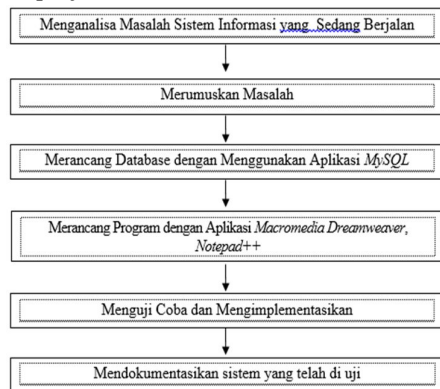 Menganalisa Masalah Sistem Informasi yang Sedang Berjalan
Merumuskan Masalah
Merancang Database dengan Menggunakan Aplikasi MySQL
Merancang Program dengan Aplikasi Macromedia Dreamweaver,
Notepad++
Menguji Coba dan Mengimplementasikan
Mendokumentasikan sistem yang telah di uji